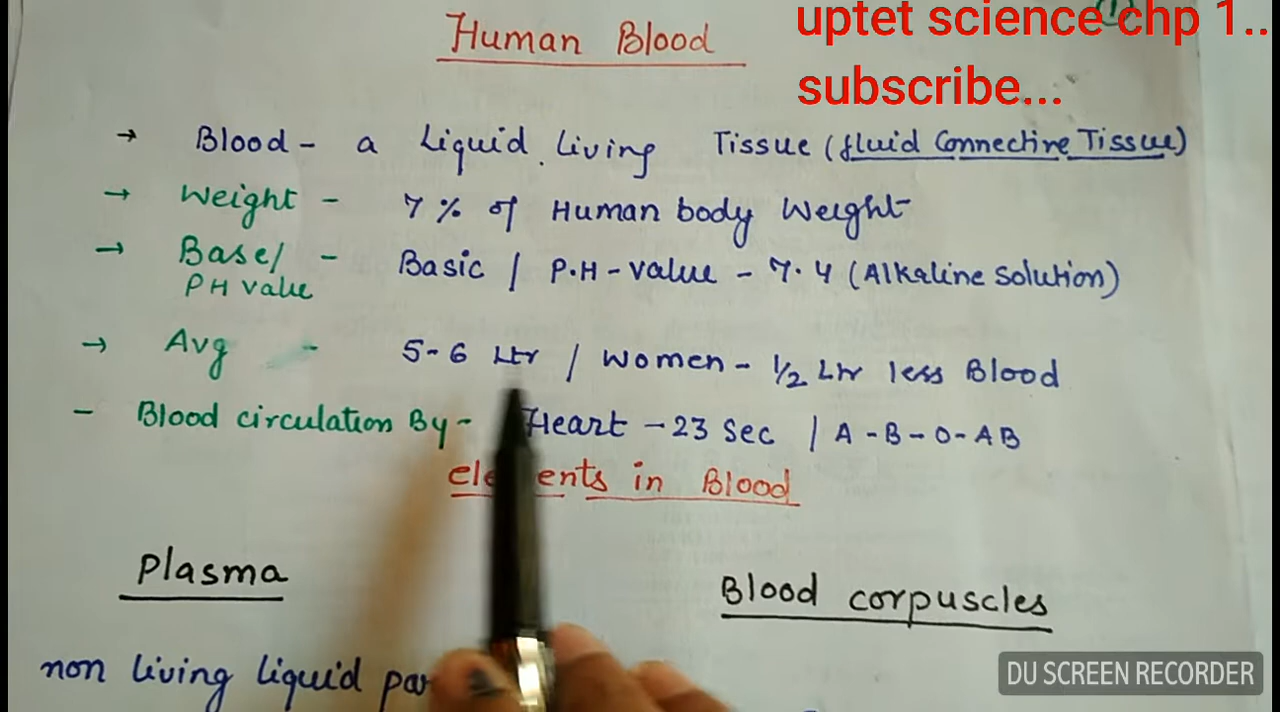 Human Blood
uptet science chp 1..
subscribe...
→ Blood - a Liquid Living Tissue (fluid Connective Tissue)
→ Weight - 7 % of Human body Weight
→ Base/ PH value - Basic / P.H - value - 7.4 (Alkaline solution)
→ Avg - 5-6 Ltr / Women - 1/2 Ltr less Blood
- Blood circulation By - Heart - 23 Sec / A - B - O - AB
in Blood
Plasma
Blood corpuscles
non living liquid
DU SCREEN RECORDER